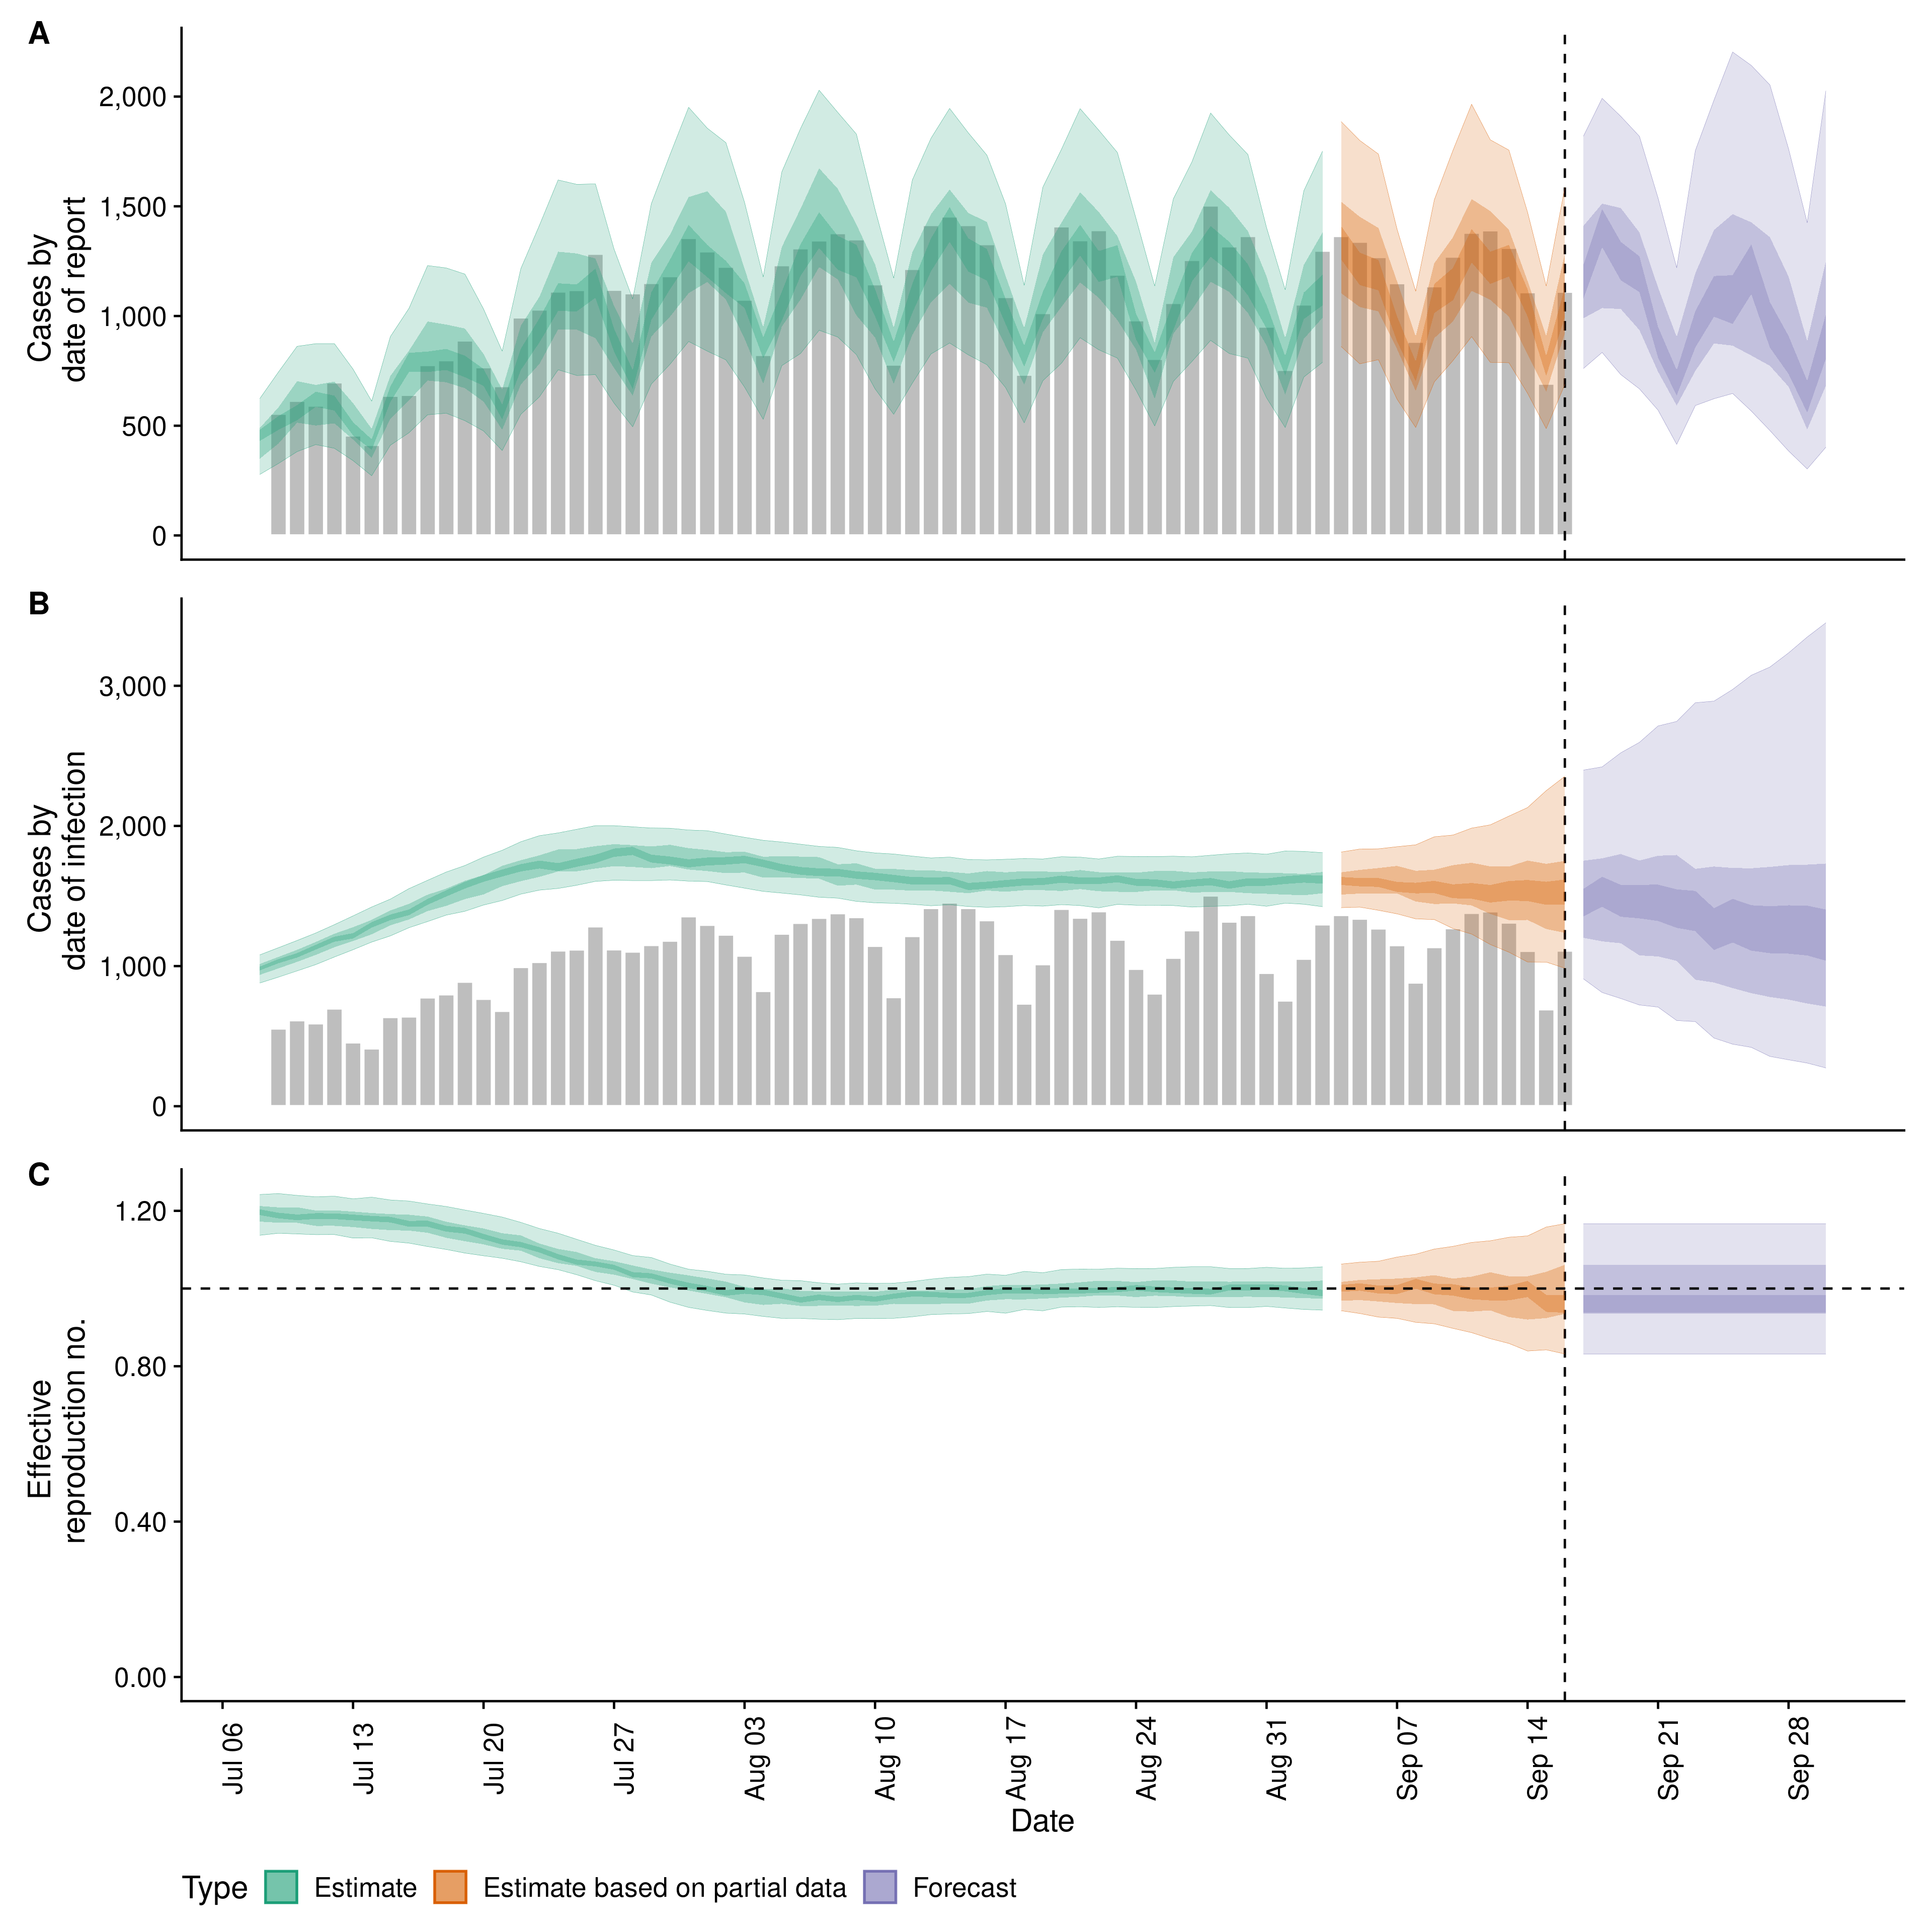 A
Cases by
date of report
2,000
1,500
1,000
500
0
B
Cases by
date of infection
3,000
2,000
1,000
0
C
Effective
reproduction no.
1.20
0.80
0.40
0.00
Jul 06
Jul 13
Jul 20
Jul 27
Aug 03
Aug 10
Aug 17
Aug 24
Aug 31
Sep 07
Sep 14
Sep 21
Sep 28
Date
Type Estimate Estimate based on partial data Forecast